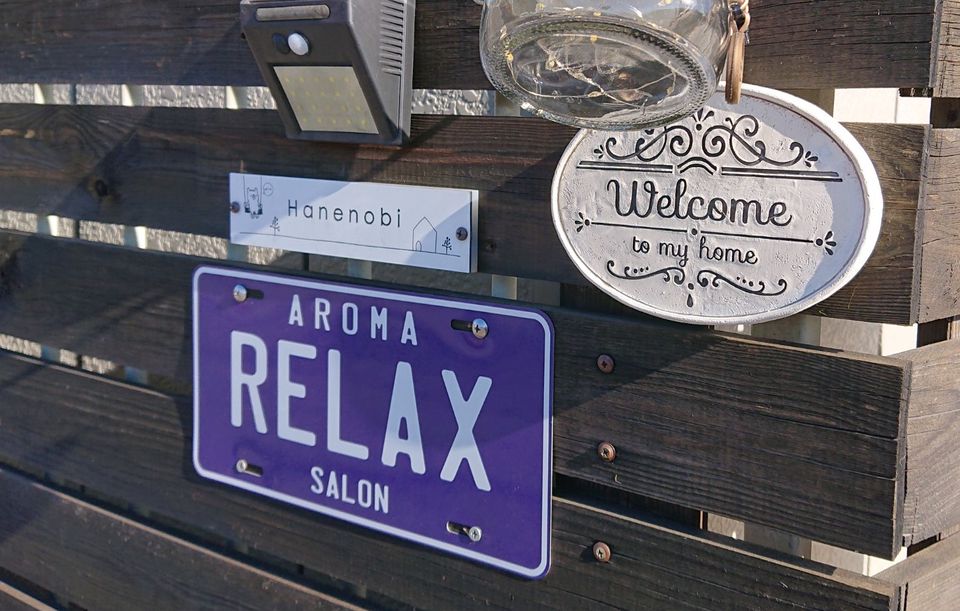 Hanenobi
Welcome
to my home
AROMA
RELAX
SALON